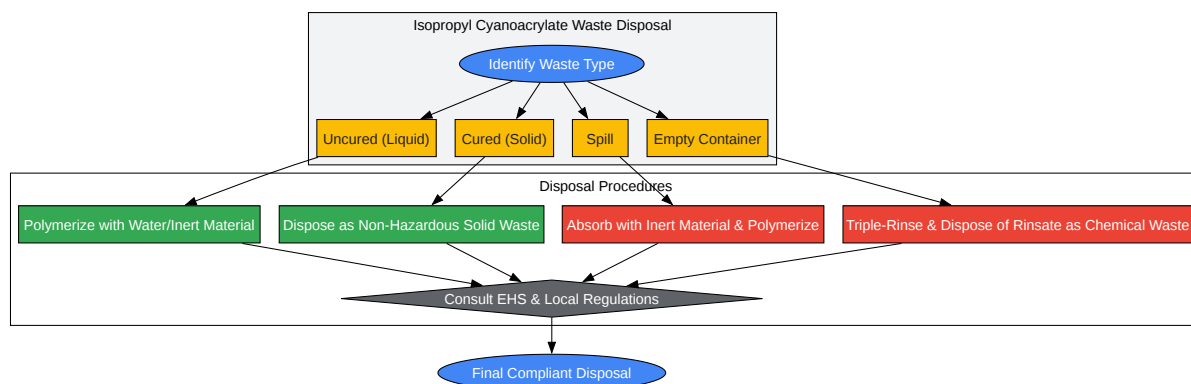 Isopropyl Cyanoacrylate Waste Disposal
Identify Waste Type
Uncured (Liquid)
Cured (Solid)
Spill
Empty Container
Disposal Procedures
Polymerize with Water/Inert Material
Dispose as Non-Hazardous Solid Waste
Absorb with Inert Material & Polymerize
Triple-Rinse & Dispose of Rinsate as Chemical Waste
Consult EHS & Local Regulations
Final Compliant Disposal